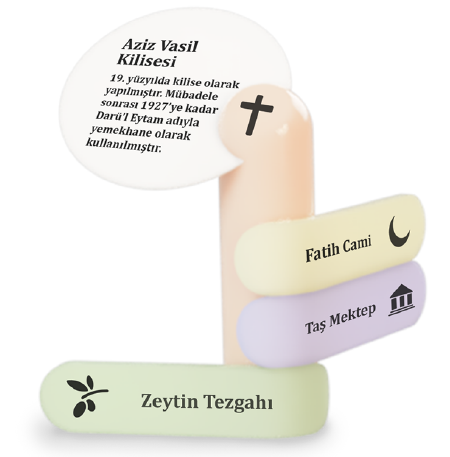 Aziz Vasil
Kilisesi
19. yüzyılda kilise olarak
yapılmıştır. Mübadele
sonrası 1927'ye kadar
Darü'l Eytam adıyla
yemekhane olarak
kullanılmıştır.
Fatih Cami
Taş Mektep
Zeytin Tezgahı